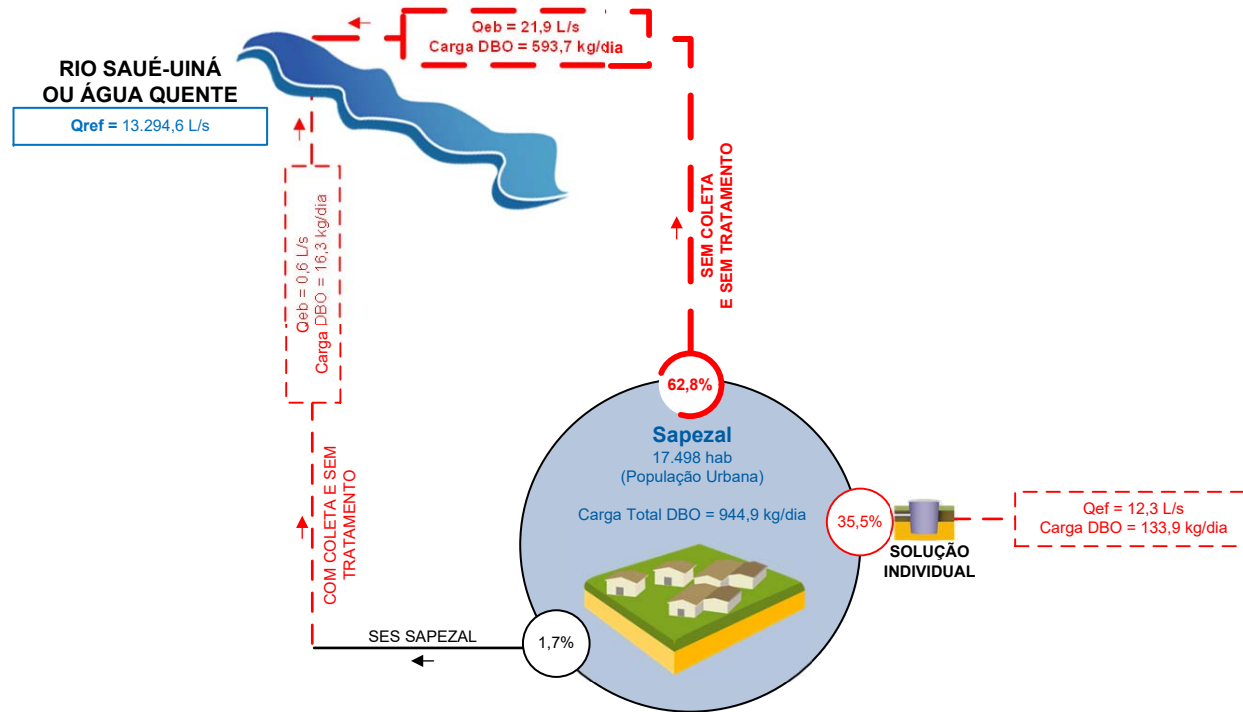 Qeb = 21,9 L/s
Carga DBO = 593,7 kg/dia
RIO SAUÉ-UINÁ
OU ÁGUA QUENTE
Qref = 13.294,6 L/s
Qeb = 0,6 L/s
Carga DBO = 16,3 kg/dia
SEM COLETA
E SEM TRATAMENTO
62,8%
Sapezal
17.498 hab
(População Urbana)
Carga Total DBO = 944,9 kg/dia
35,5%
SOLUÇÃO
INDIVIDUAL
Qef = 12,3 L/s
Carga DBO = 133,9 kg/dia
COM COLETA E SEM
TRATAMENTO
SES SAPEZAL
1,7%